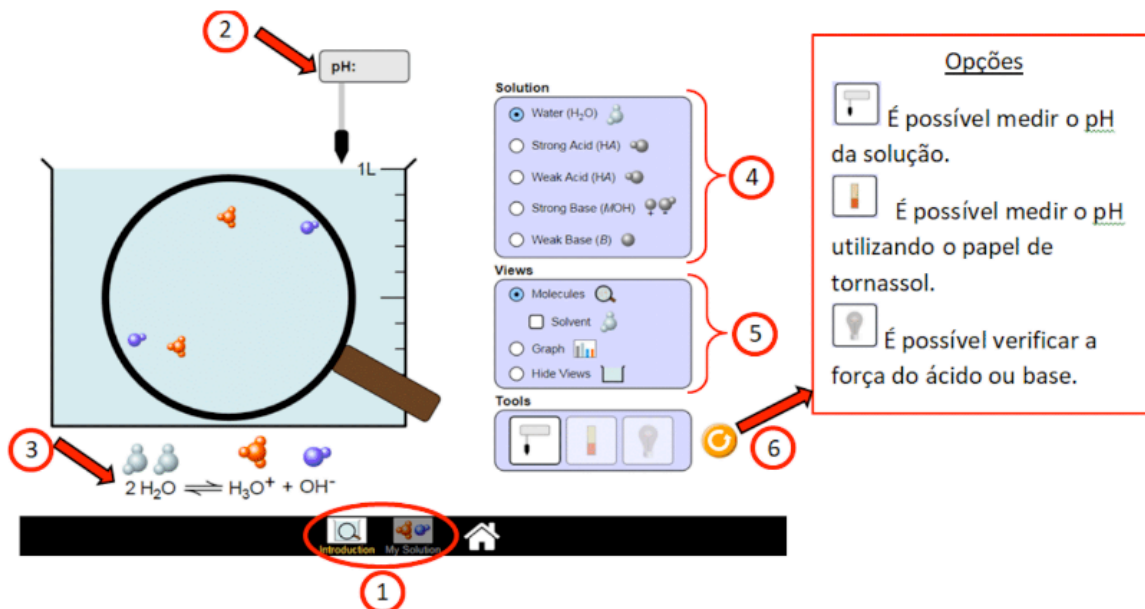 2
pH:
1L
3
2 H₂O ⇌ H₃O⁺ + OH⁻
Introduction My Solution
1
Solution
Water (H₂O)
Strong Acid (HA)
Weak Acid (HA)
Strong Base (MOH)
Weak Base (B)
4
Views
Molecules
Solvent
Graph
Hide Views
5
Tools
6
Opções
É possível medir o pH
da solução.
É possível medir o pH
utilizando o papel de
tornassol.
É possível verificar a
força do ácido ou base.